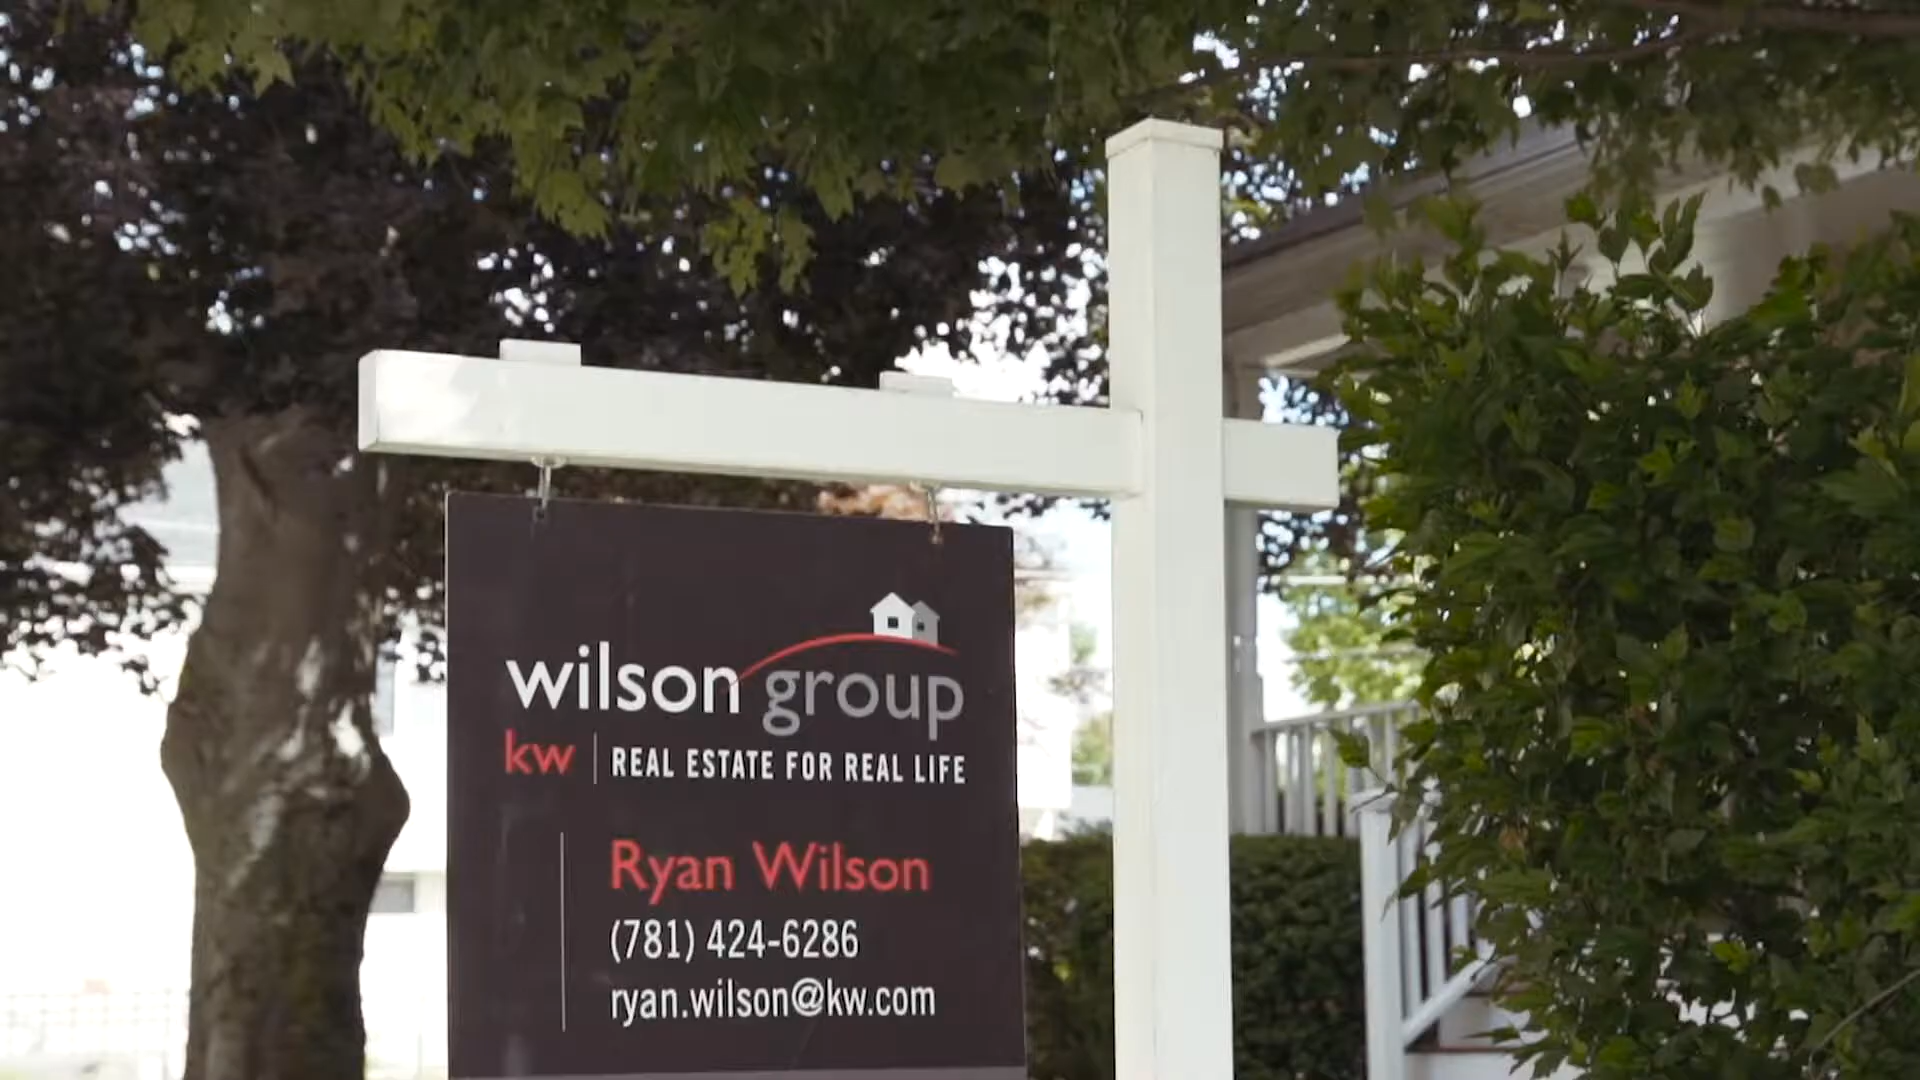 wilson group
kw | REAL ESTATE FOR REAL LIFE
Ryan Wilson
(781) 424-6286
ryan.wilson@kw.com